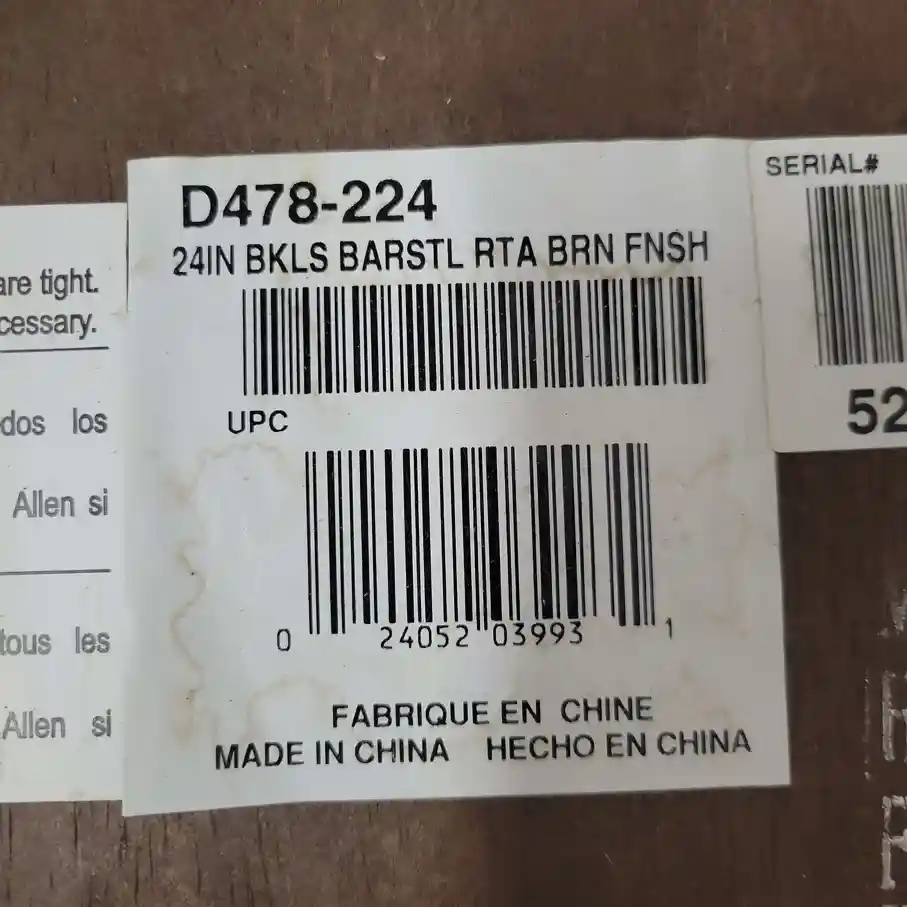 are tight.
cessary.
dos los
Allen si
tous les
Allen si
D478-224
24IN BKLS BARSTL RTA BRN FNSH
UPC
0 24052 03993 1
FABRIQUE EN CHINE
MADE IN CHINA HECHO EN CHINA
SERIAL#
52